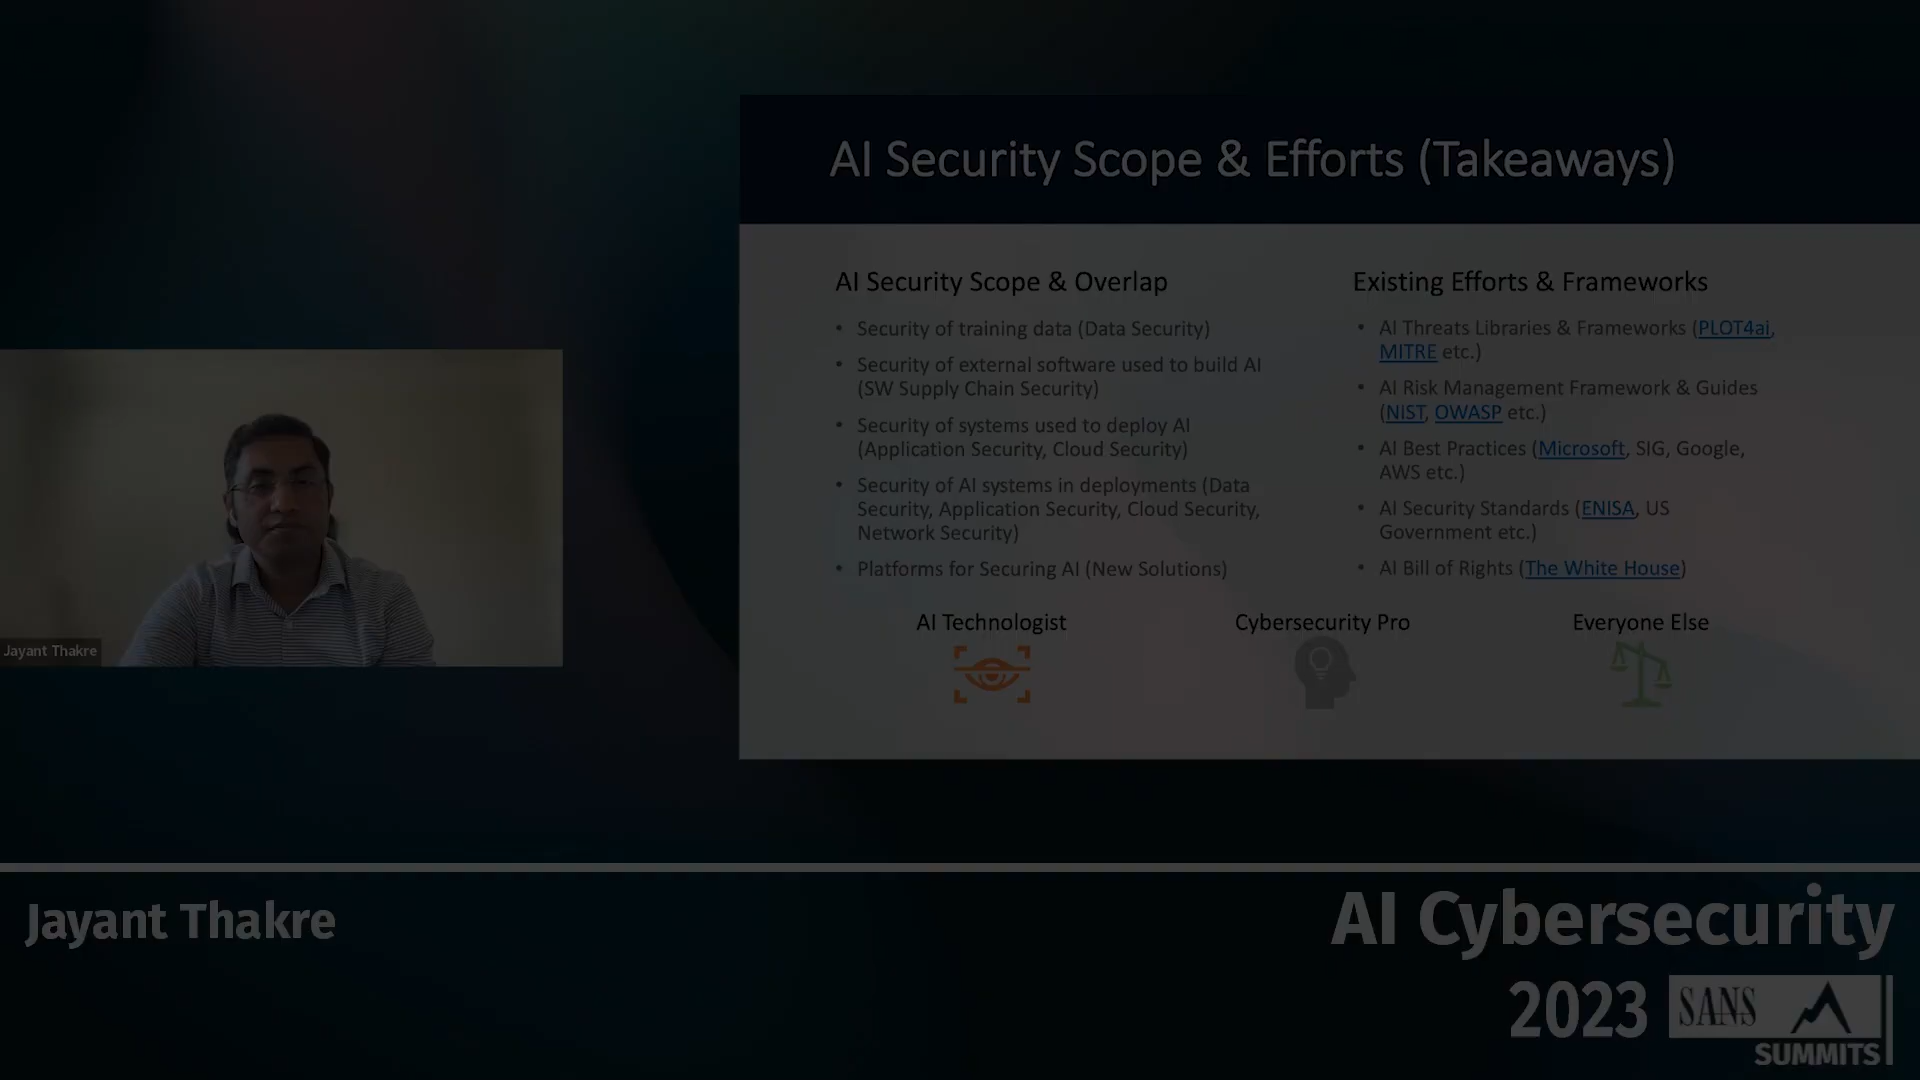 AI Security Scope & Efforts (Takeaways)
AI Security Scope & Overlap
• Security of training data (Data Security)
• Security of external software used to build AI
(SW Supply Chain Security)
• Security of systems used to deploy AI
(Application Security, Cloud Security)
• Security of AI systems in deployments (Data
Security, Application Security, Cloud Security,
Network Security)
• Platforms for Securing AI (New Solutions)
Existing Efforts & Frameworks
• AI Threats Libraries & Frameworks (PLOT4ai,
MITRE etc.)
• AI Risk Management Framework & Guides
(NIST, OWASP etc.)
• AI Best Practices (Microsoft, SIG, Google,
AWS etc.)
• AI Security Standards (ENISA, US
Government etc.)
• AI Bill of Rights (The White House)
AI Technologist
Cybersecurity Pro
Everyone Else
Jayant Thakre
Jayant Thakre
AI Cybersecurity
2023
SANS
SUMMITS